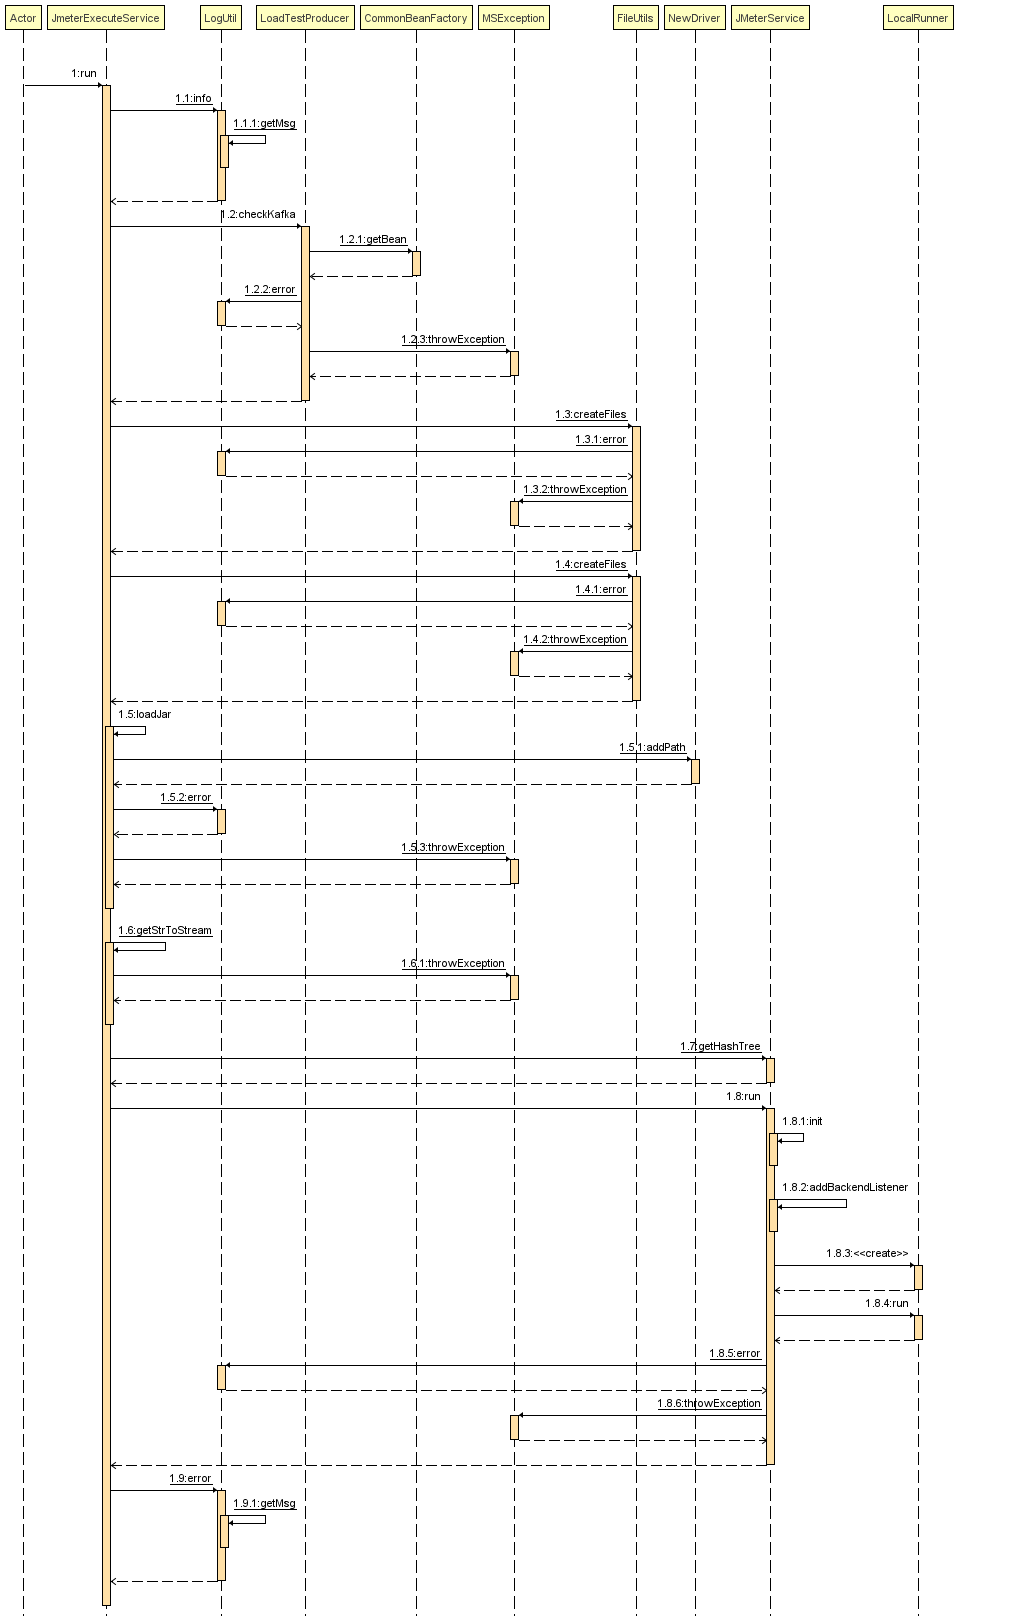 Actor
JmeterExecuteService
LogUtil
LoadTestProducer
CommonBeanFactory
MSException
FileUtils
NewDriver
JMeterService
LocalRunner
1:run
1.1:info
1.1.1:getMsg
1.2:checkKafka
1.2.1:getBean
1.2.2:error
1.2.3:throwException
1.3:createFiles
1.3.1:error
1.3.2:throwException
1.4:createFiles
1.4.1:error
1.4.2:throwException
1.5:loadJar
1.5.1:addPath
1.5.2:error
1.5.3:throwException
1.6:getStrToStream
1.6.1:throwException
1.7:getHashTree
1.8:run
1.8.1:init
1.8.2:addBackendListener
1.8.3:<<create>>
1.8.4:run
1.8.5:error
1.8.6:throwException
1.9:error
1.9.1:getMsg